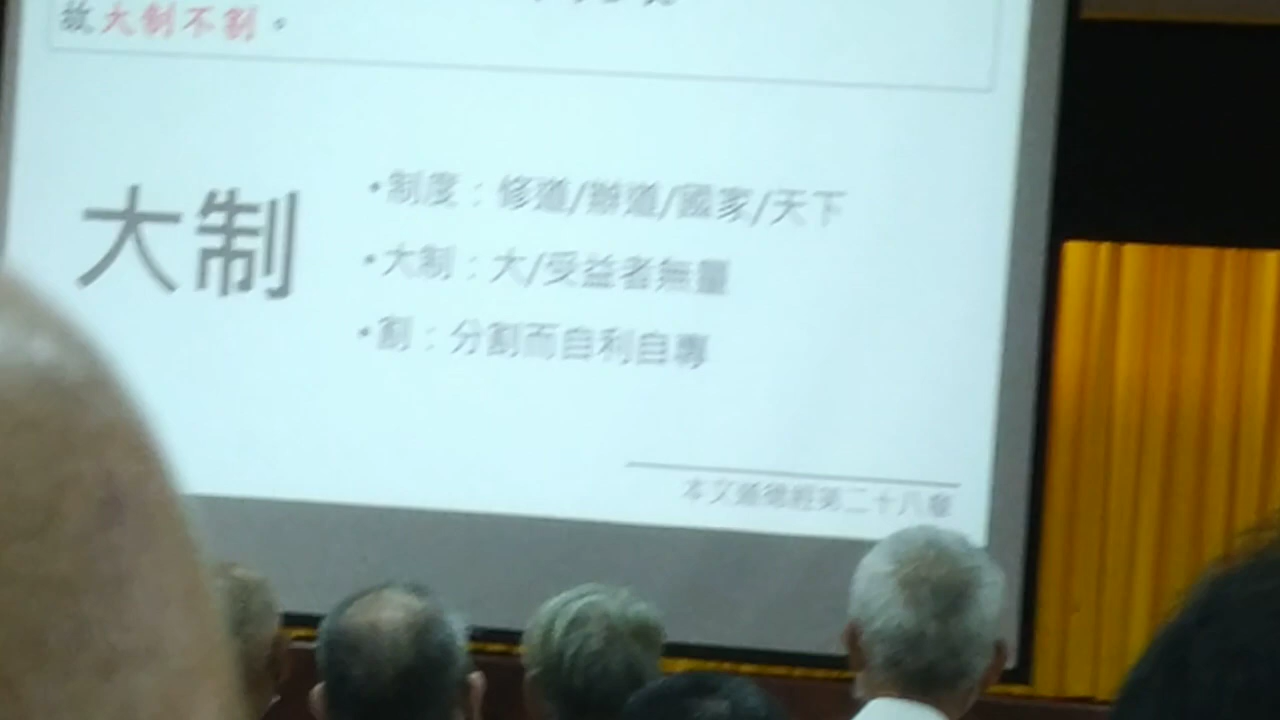 故大制不割。
大制
•制度：修道/辦道/國家/天下
•大制：大/受益者無量
•割：分割而自利自專
本文道德經第二十八章